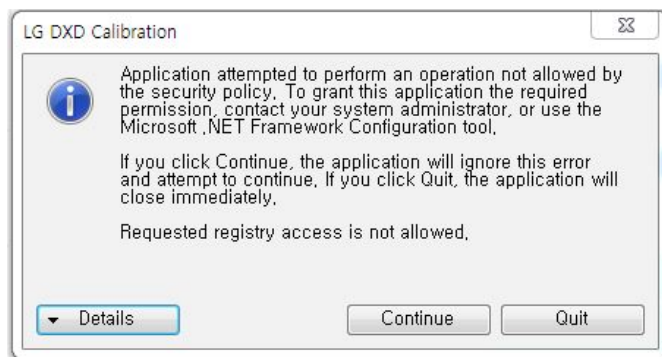 LG DXD Calibration
Application attempted to perform an operation not allowed by
the security policy. To grant this application the required
permission, contact your system administrator, or use the
Microsoft .NET Framework Configuration tool.
If you click Continue, the application will ignore this error
and attempt to continue. If you click Quit, the application will
close immediately.
Requested registry access is not allowed.
Details
Continue
Quit